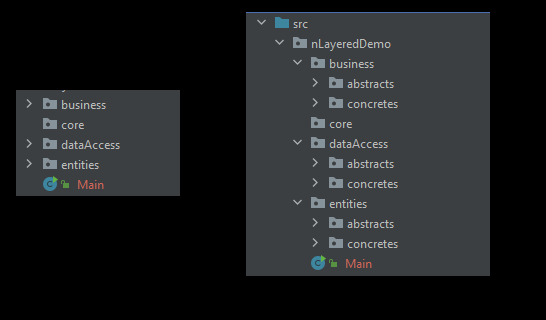 business
core
dataAccess
entities
Main
src
nLayeredDemo
business
abstracts
concretes
core
dataAccess
abstracts
concretes
entities
abstracts
concretes
Main